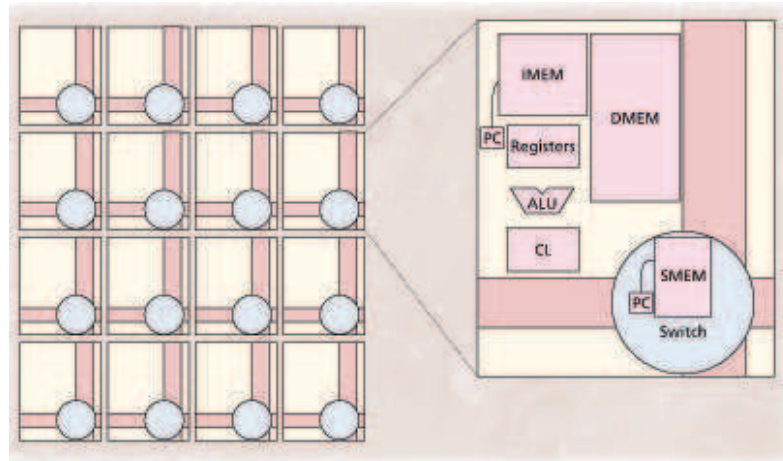 IMEM
DMEM
PC
Registers
ALU
CL
SMEM
PC
Switch